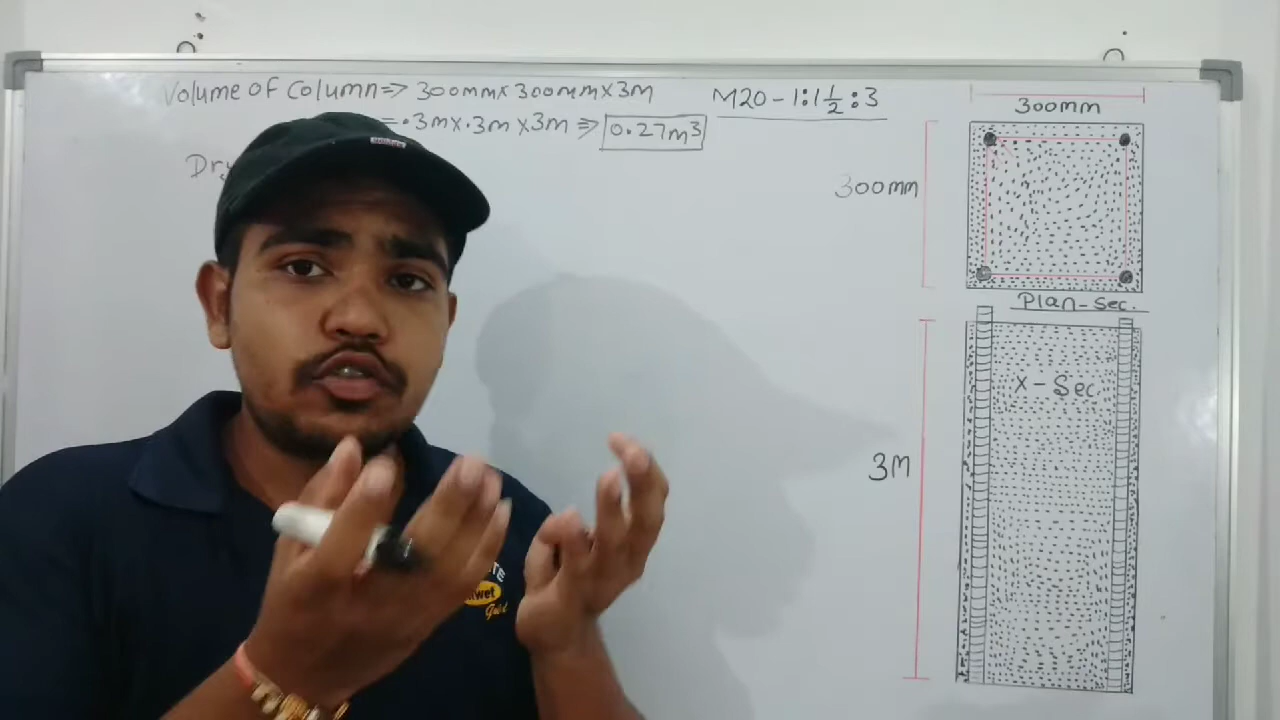 Volume of Column => 300mm x 300mm x 3M
= .3m x .3m x 3m => 0.27m³
Dry
M20 - 1:1½:3
300mm
300mm
Plan-Sec.
X-Sec
3M
Gold